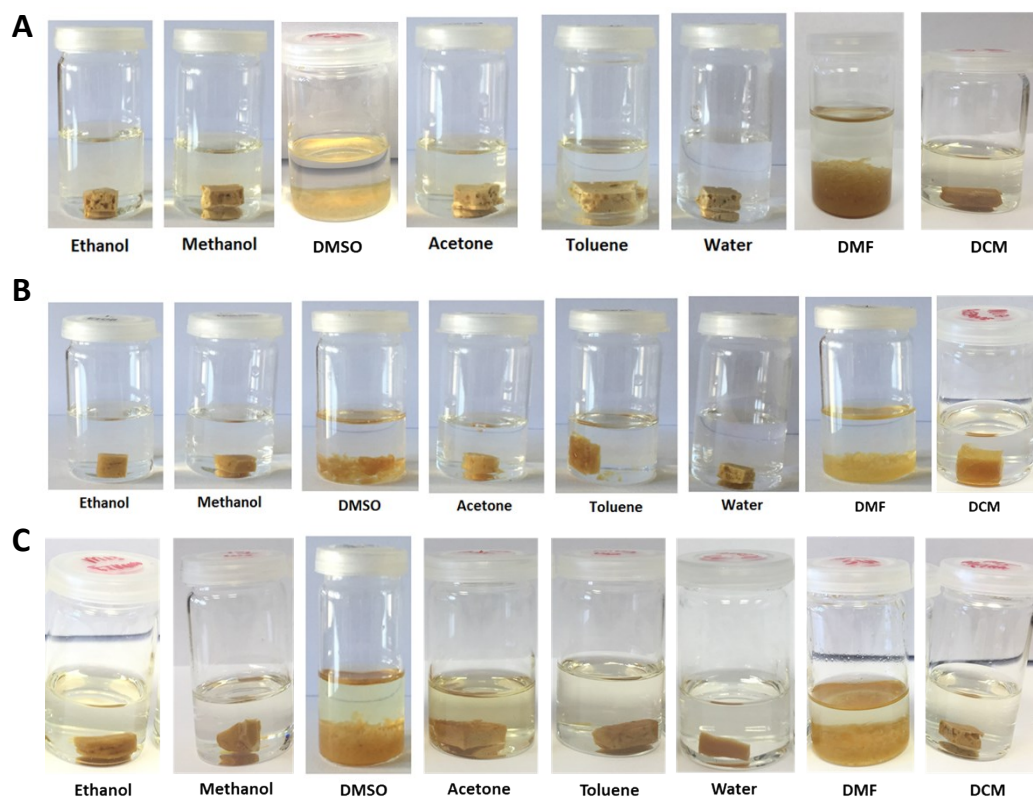 A
Ethanol Methanol DMSO Acetone Toluene Water DMF DCM
B
Ethanol Methanol DMSO Acetone Toluene Water DMF DCM
C
Ethanol Methanol DMSO Acetone Toluene Water DMF DCM